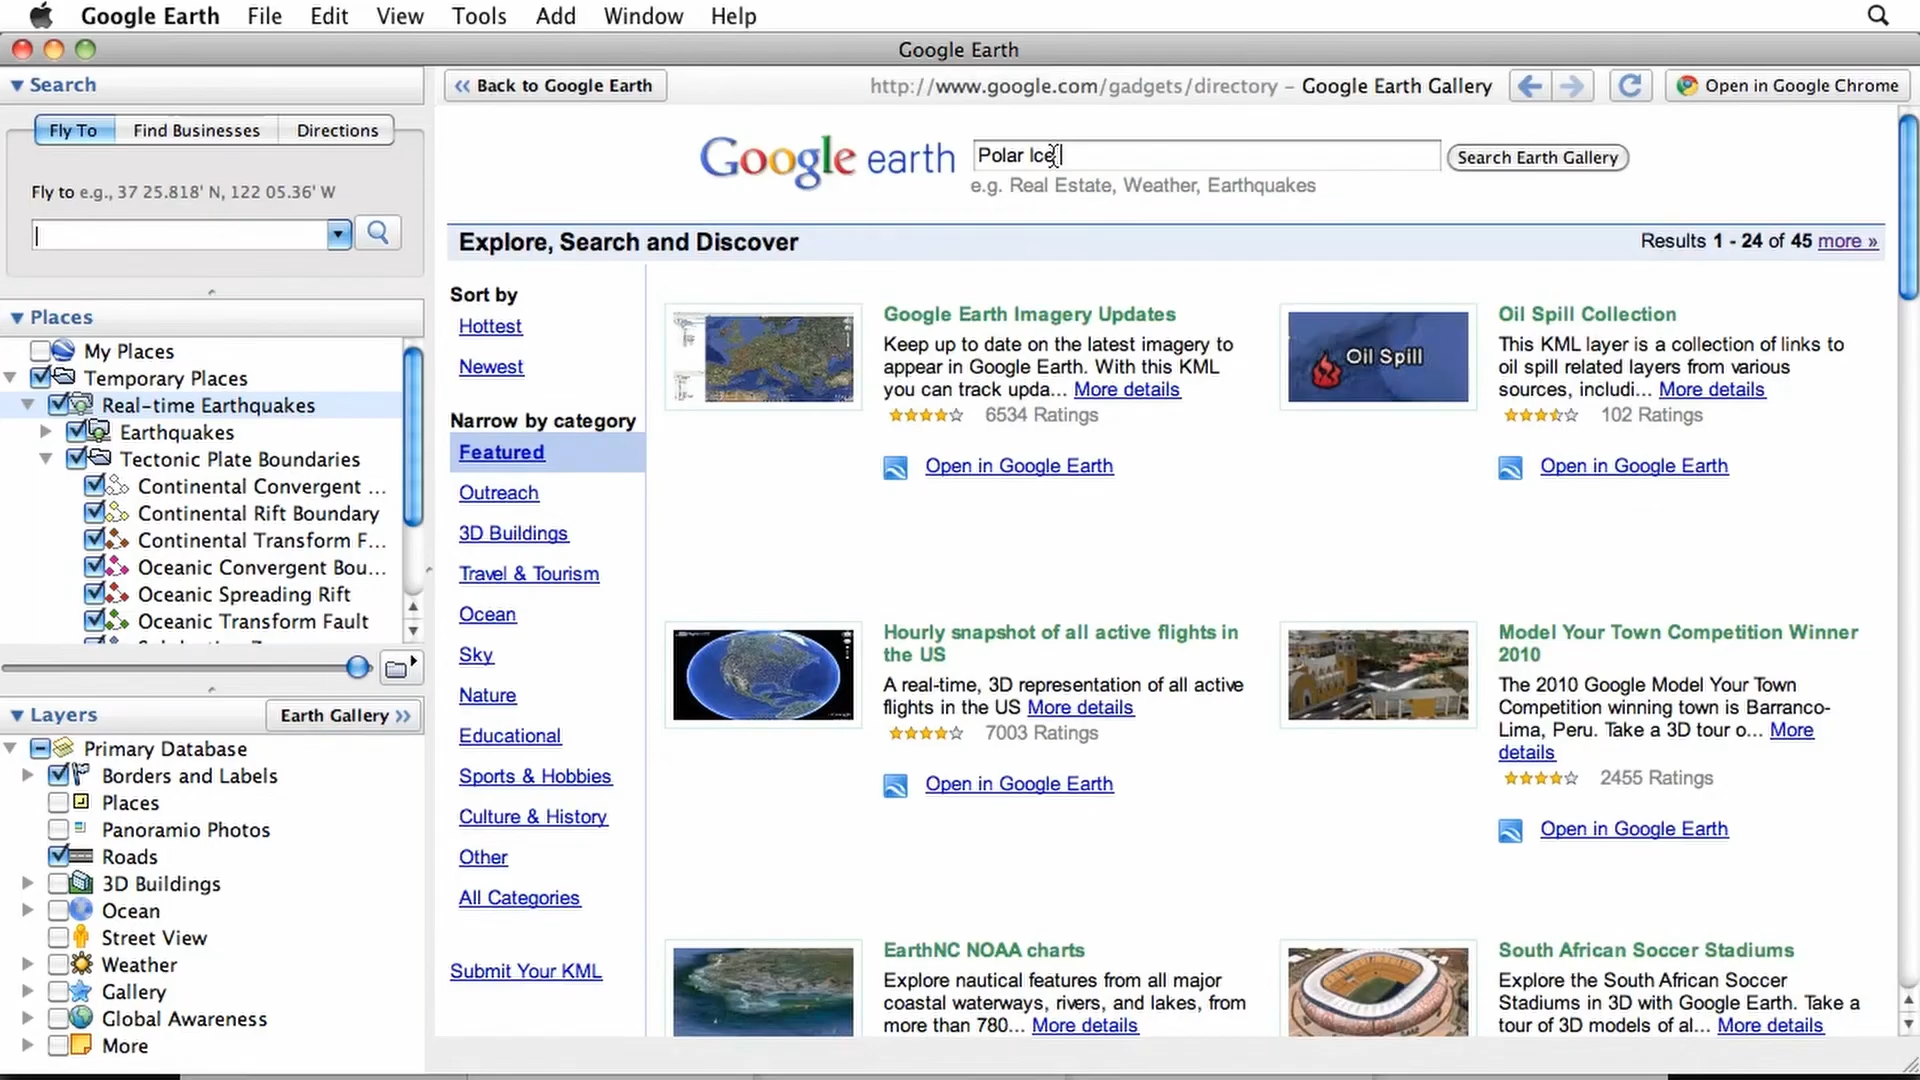 Google Earth File Edit View Tools Add Window Help
Google Earth
Search
Back to Google Earth
http://www.google.com/gadgets/directory – Google Earth Gallery
Open in Google Chrome
Fly To Find Businesses Directions
Fly to e.g., 37 25.818' N, 122 05.36' W
Google earth
Polar Ice
Search Earth Gallery
e.g. Real Estate, Weather, Earthquakes
Explore, Search and Discover
Results 1 - 24 of 45 more »
Places
My Places
Temporary Places
Real-time Earthquakes
Earthquakes
Tectonic Plate Boundaries
Continental Convergent ...
Continental Rift Boundary
Continental Transform F...
Oceanic Convergent Bou...
Oceanic Spreading Rift
Oceanic Transform Fault
Layers
Earth Gallery
Primary Database
Borders and Labels
Places
Panoramio Photos
Roads
3D Buildings
Ocean
Street View
Weather
Gallery
Global Awareness
More
Sort by
Hottest
Newest
Narrow by category
Featured
Outreach
3D Buildings
Travel & Tourism
Ocean
Sky
Nature
Educational
Sports & Hobbies
Culture & History
Other
All Categories
Submit Your KML
Google Earth Imagery Updates
Keep up to date on the latest imagery to
appear in Google Earth. With this KML
you can track upda... More details
6534 Ratings
Open in Google Earth
Oil Spill
Oil Spill Collection
This KML layer is a collection of links to
oil spill related layers from various
sources, includi... More details
102 Ratings
Open in Google Earth
Hourly snapshot of all active flights in
the US
A real-time, 3D representation of all active
flights in the US More details
7003 Ratings
Open in Google Earth
Model Your Town Competition Winner
2010
The 2010 Google Model Your Town
Competition winning town is Barranco-
Lima, Peru. Take a 3D tour o... More
details
2455 Ratings
Open in Google Earth
EarthNC NOAA charts
Explore nautical features from all major
coastal waterways, rivers, and lakes, from
more than 780... More details
South African Soccer Stadiums
Explore the South African Soccer
Stadiums in 3D with Google Earth. Take a
tour of 3D models of al... More details